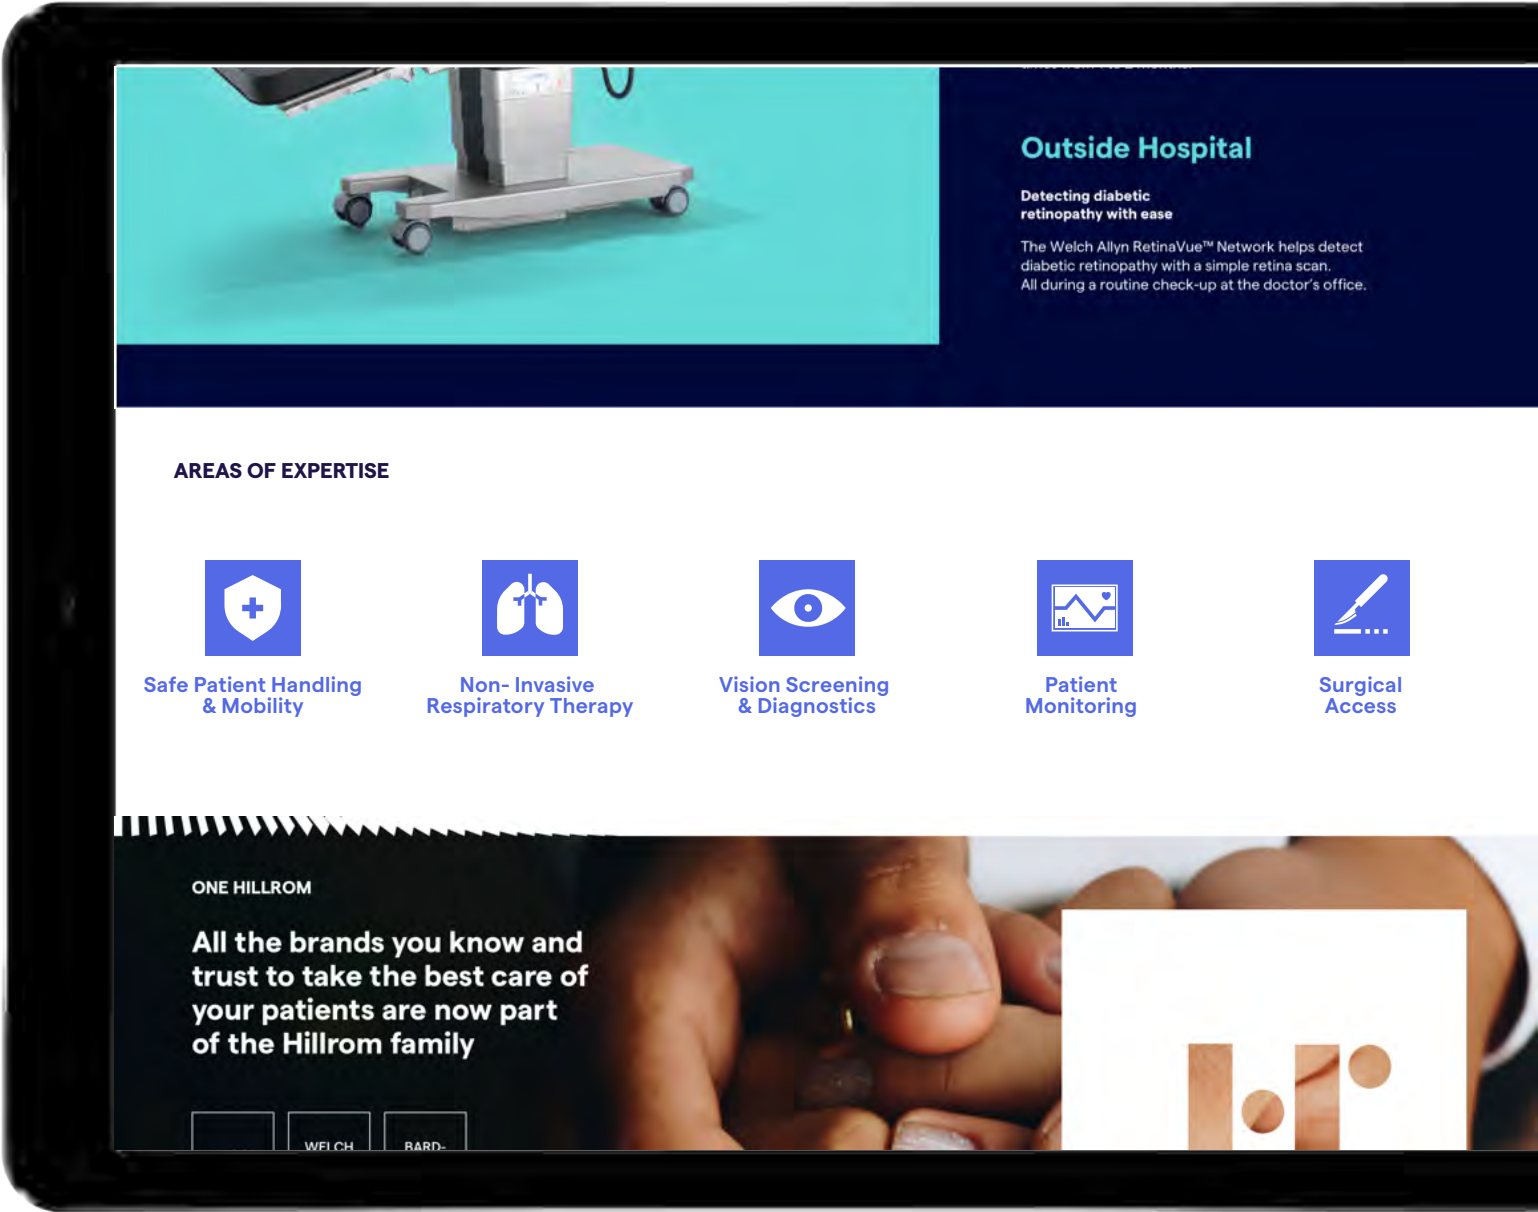 Outside Hospital
Detecting diabetic
retinopathy with ease
The Welch Allyn RetinaVue™ Network helps detect
diabetic retinopathy with a simple retina scan.
All during a routine check-up at the doctor's office.
AREAS OF EXPERTISE
Safe Patient Handling
& Mobility
Non- Invasive
Respiratory Therapy
Vision Screening
& Diagnostics
Patient
Monitoring
Surgical
Access
ONE HILLROM
All the brands you know and
trust to take the best care of
your patients are now part
of the Hillrom family
WELCH
BARD-